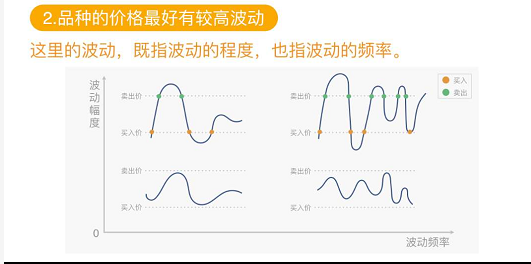 2.品种的价格最好有较高波动
这里的波动，既指波动的程度，也指波动的频率。
波动幅度
买入
卖出
卖出价
买入价
卖出价
买入价
卖出价
买入价
卖出价
买入价
0
波动频率